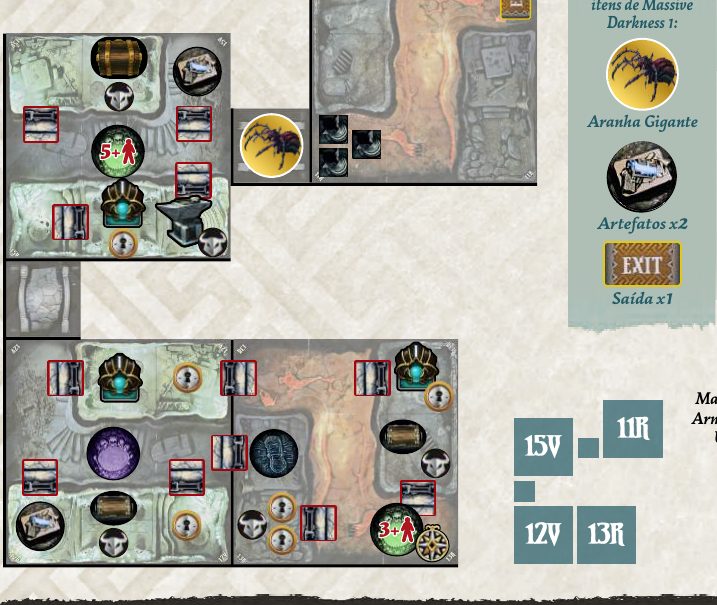 itens de Massive
Darkness 1:
Aranha Gigante
Artefatos x2
EXIT
Saída x1
5+
3+
15V
11R
12V
13R
Ma
Arn